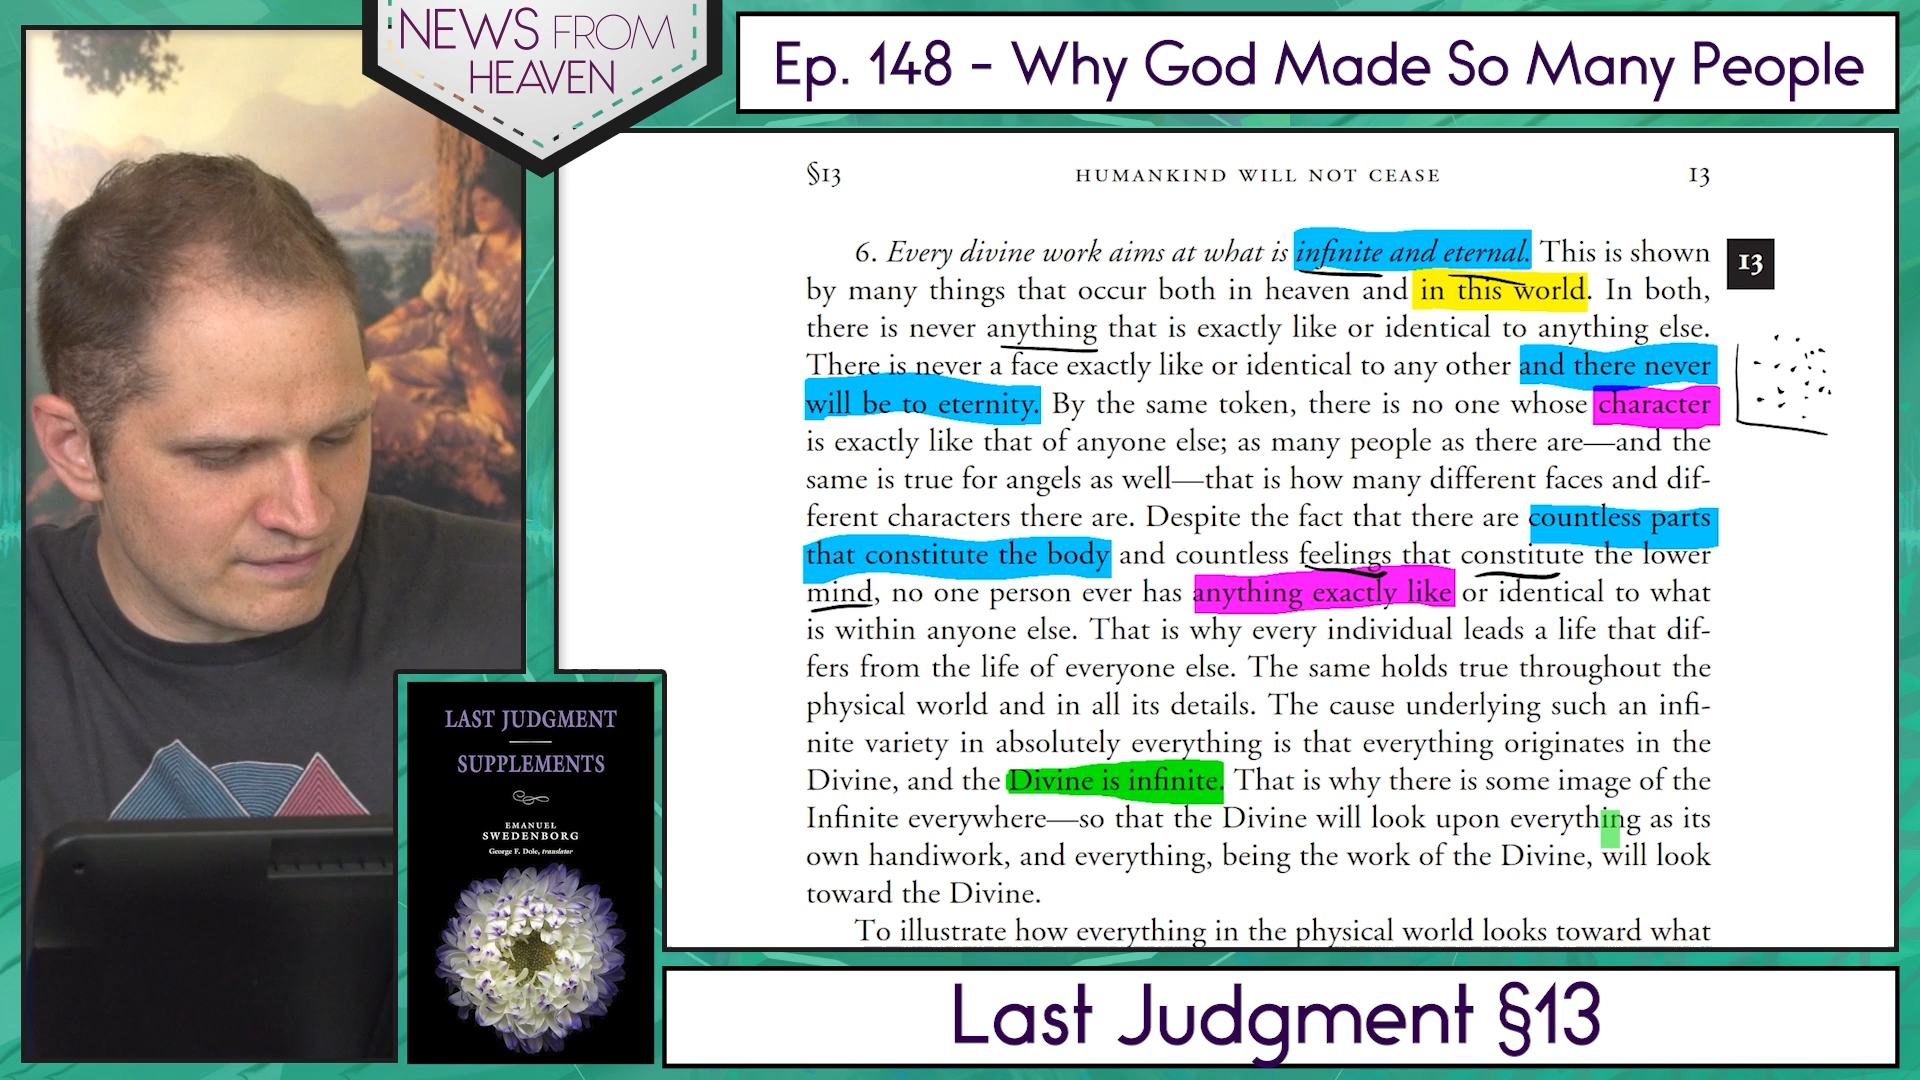 NEWS FROM
HEAVEN
Ep. 148 - Why God Made So Many People
§13 HUMANKIND WILL NOT CEASE 13
6. Every divine work aims at what is infinite and eternal. This is shown
13
by many things that occur both in heaven and in this world. In both,
there is never anything that is exactly like or identical to anything else.
There is never a face exactly like or identical to any other and there never
will be to eternity. By the same token, there is no one whose character
is exactly like that of anyone else; as many people as there are—and the
same is true for angels as well—that is how many different faces and dif-
ferent characters there are. Despite the fact that there are countless parts
that constitute the body and countless feelings that constitute the lower
mind, no one person ever has anything exactly like or identical to what
is within anyone else. That is why every individual leads a life that dif-
fers from the life of everyone else. The same holds true throughout the
physical world and in all its details. The cause underlying such an infi-
nite variety in absolutely everything is that everything originates in the
Divine, and the Divine is infinite. That is why there is some image of the
Infinite everywhere—so that the Divine will look upon everything as its
own handiwork, and everything, being the work of the Divine, will look
toward the Divine.
To illustrate how everything in the physical world looks toward what
LAST JUDGMENT
SUPPLEMENTS
EMANUEL
SWEDENBORG
George F. Dole, translator
Last Judgment §13